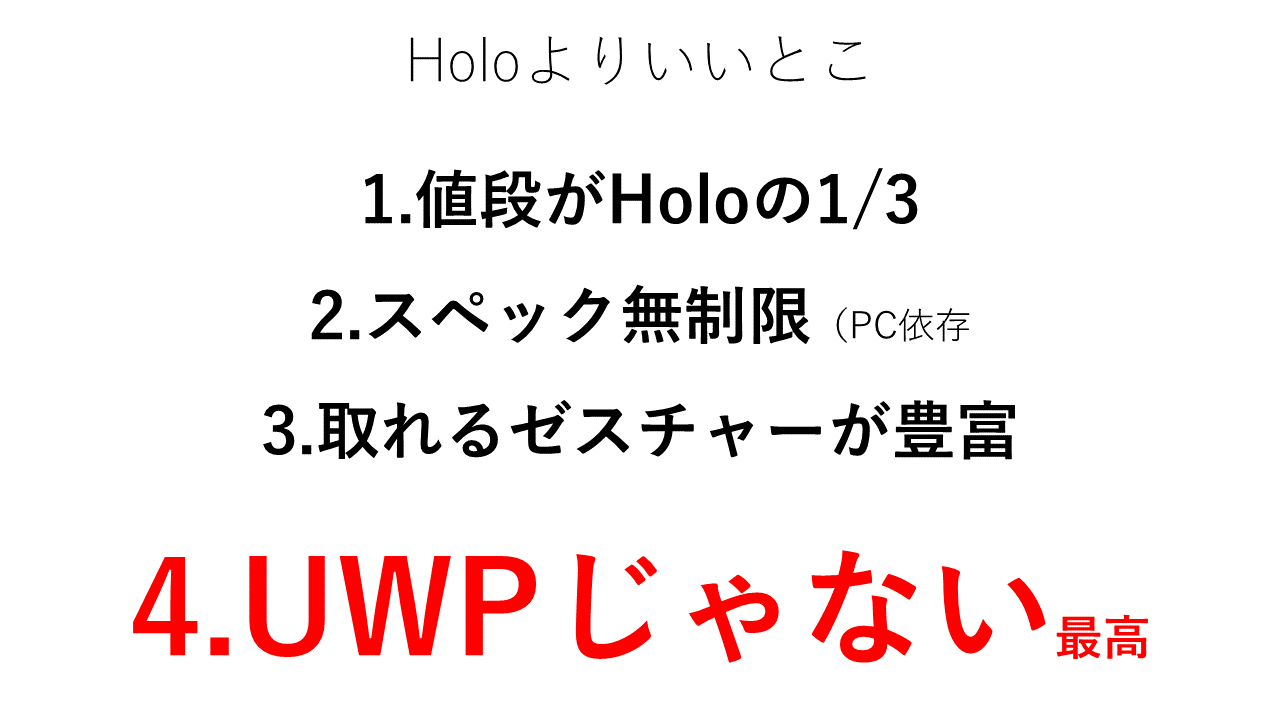 Holoよりいいとこ
1.値段がHoloの1/3
2.スペック無制限（PC依存
3.取れるゼスチャーが豊富
4.UWPじゃない最高